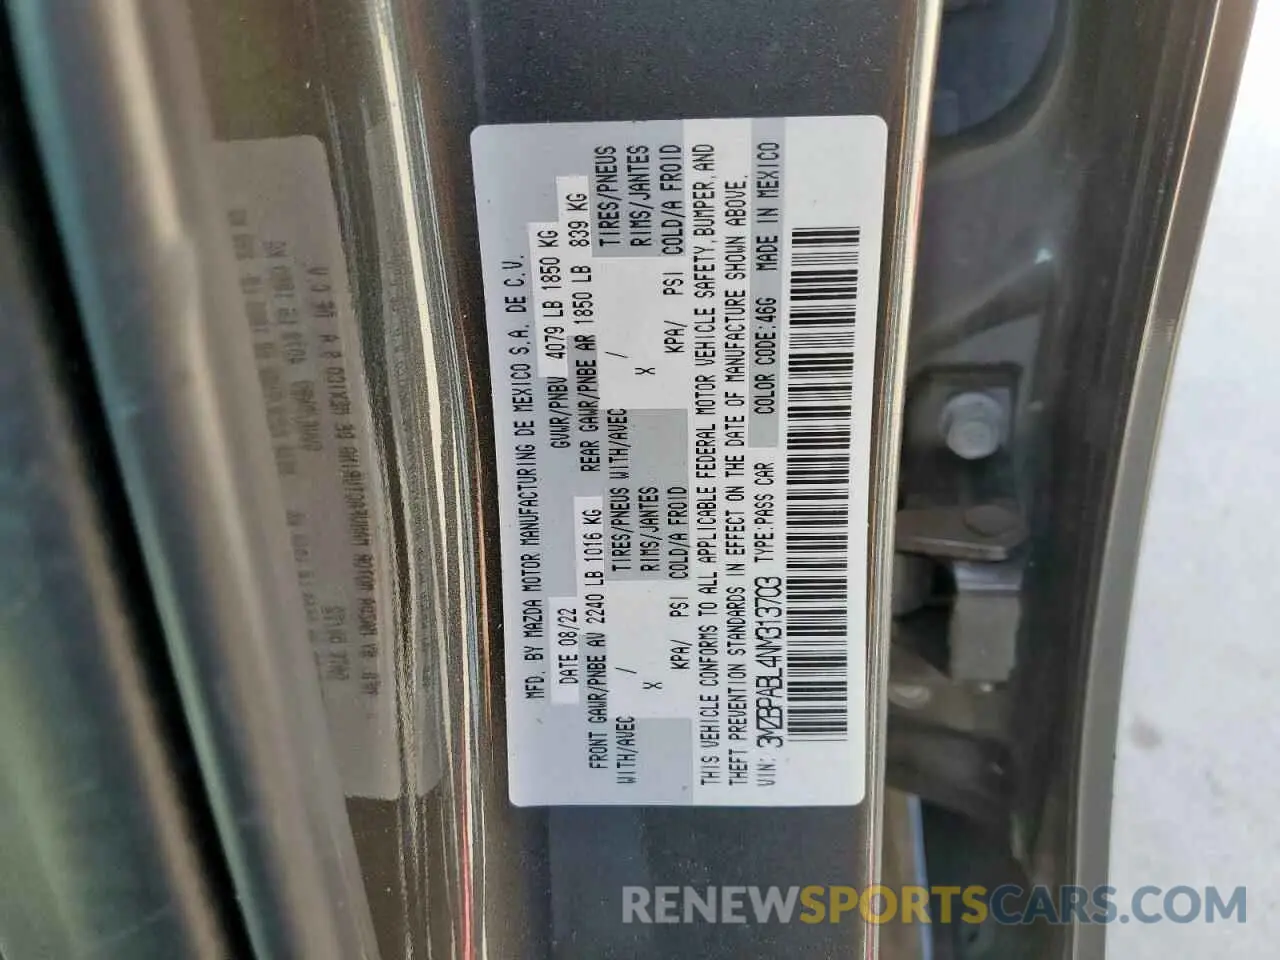 MFD. BY MAZDA MOTOR MANUFACTURING DE MEXICO S.A. DE C.V.
DATE 08/22 GVWR/PNBV 4079 LB 1850 KG
FRONT GAWR/PNBE AV 2240 LB 1016 KG REAR GAWR/PNBE AR 1850 LB 839 KG
WITH/AVEC / TIRES/PNEUS WITH/AVEC / TIRES/PNEUS
X RIMS/JANTES X RIMS/JANTES
KPA/ PSI COLD/A FROID KPA/ PSI COLD/A FROID
THIS VEHICLE CONFORMS TO ALL APPLICABLE FEDERAL MOTOR VEHICLE SAFETY, BUMPER, AND
THEFT PREVENTION STANDARDS IN EFFECT ON THE DATE OF MANUFACTURE SHOWN ABOVE.
VIN: 3MZBPABL4NM313703 TYPE:PASS CAR COLOR CODE:46G MADE IN MEXICO
RENEWSPORTSCARS.COM